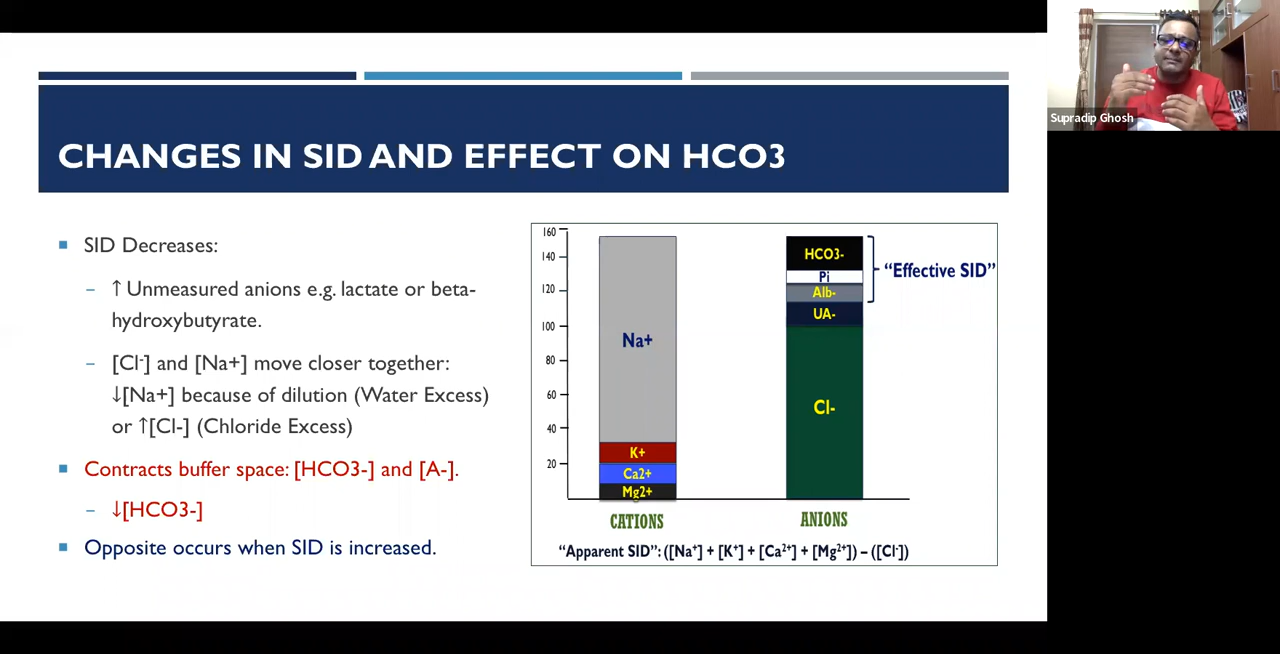 Supradip Ghosh
CHANGES IN SID AND EFFECT ON HCO3
SID Decreases:
↑ Unmeasured anions e.g. lactate or beta-
hydroxybutyrate.
[Cl⁻] and [Na+] move closer together:
↓[Na+] because of dilution (Water Excess)
or ↑[Cl-] (Chloride Excess)
Contracts buffer space: [HCO3-] and [A-].
↓[HCO3-]
Opposite occurs when SID is increased.
160
140
120
100
80
60
40
20
Na+
K+
Ca2+
Mg2+
CATIONS
HCO3-
Pi
Alb-
UA-
Cl-
ANIONS
“Effective SID”
“Apparent SID”: ([Na⁺] + [K⁺] + [Ca²⁺] + [Mg²⁺]) – ([Cl⁻])